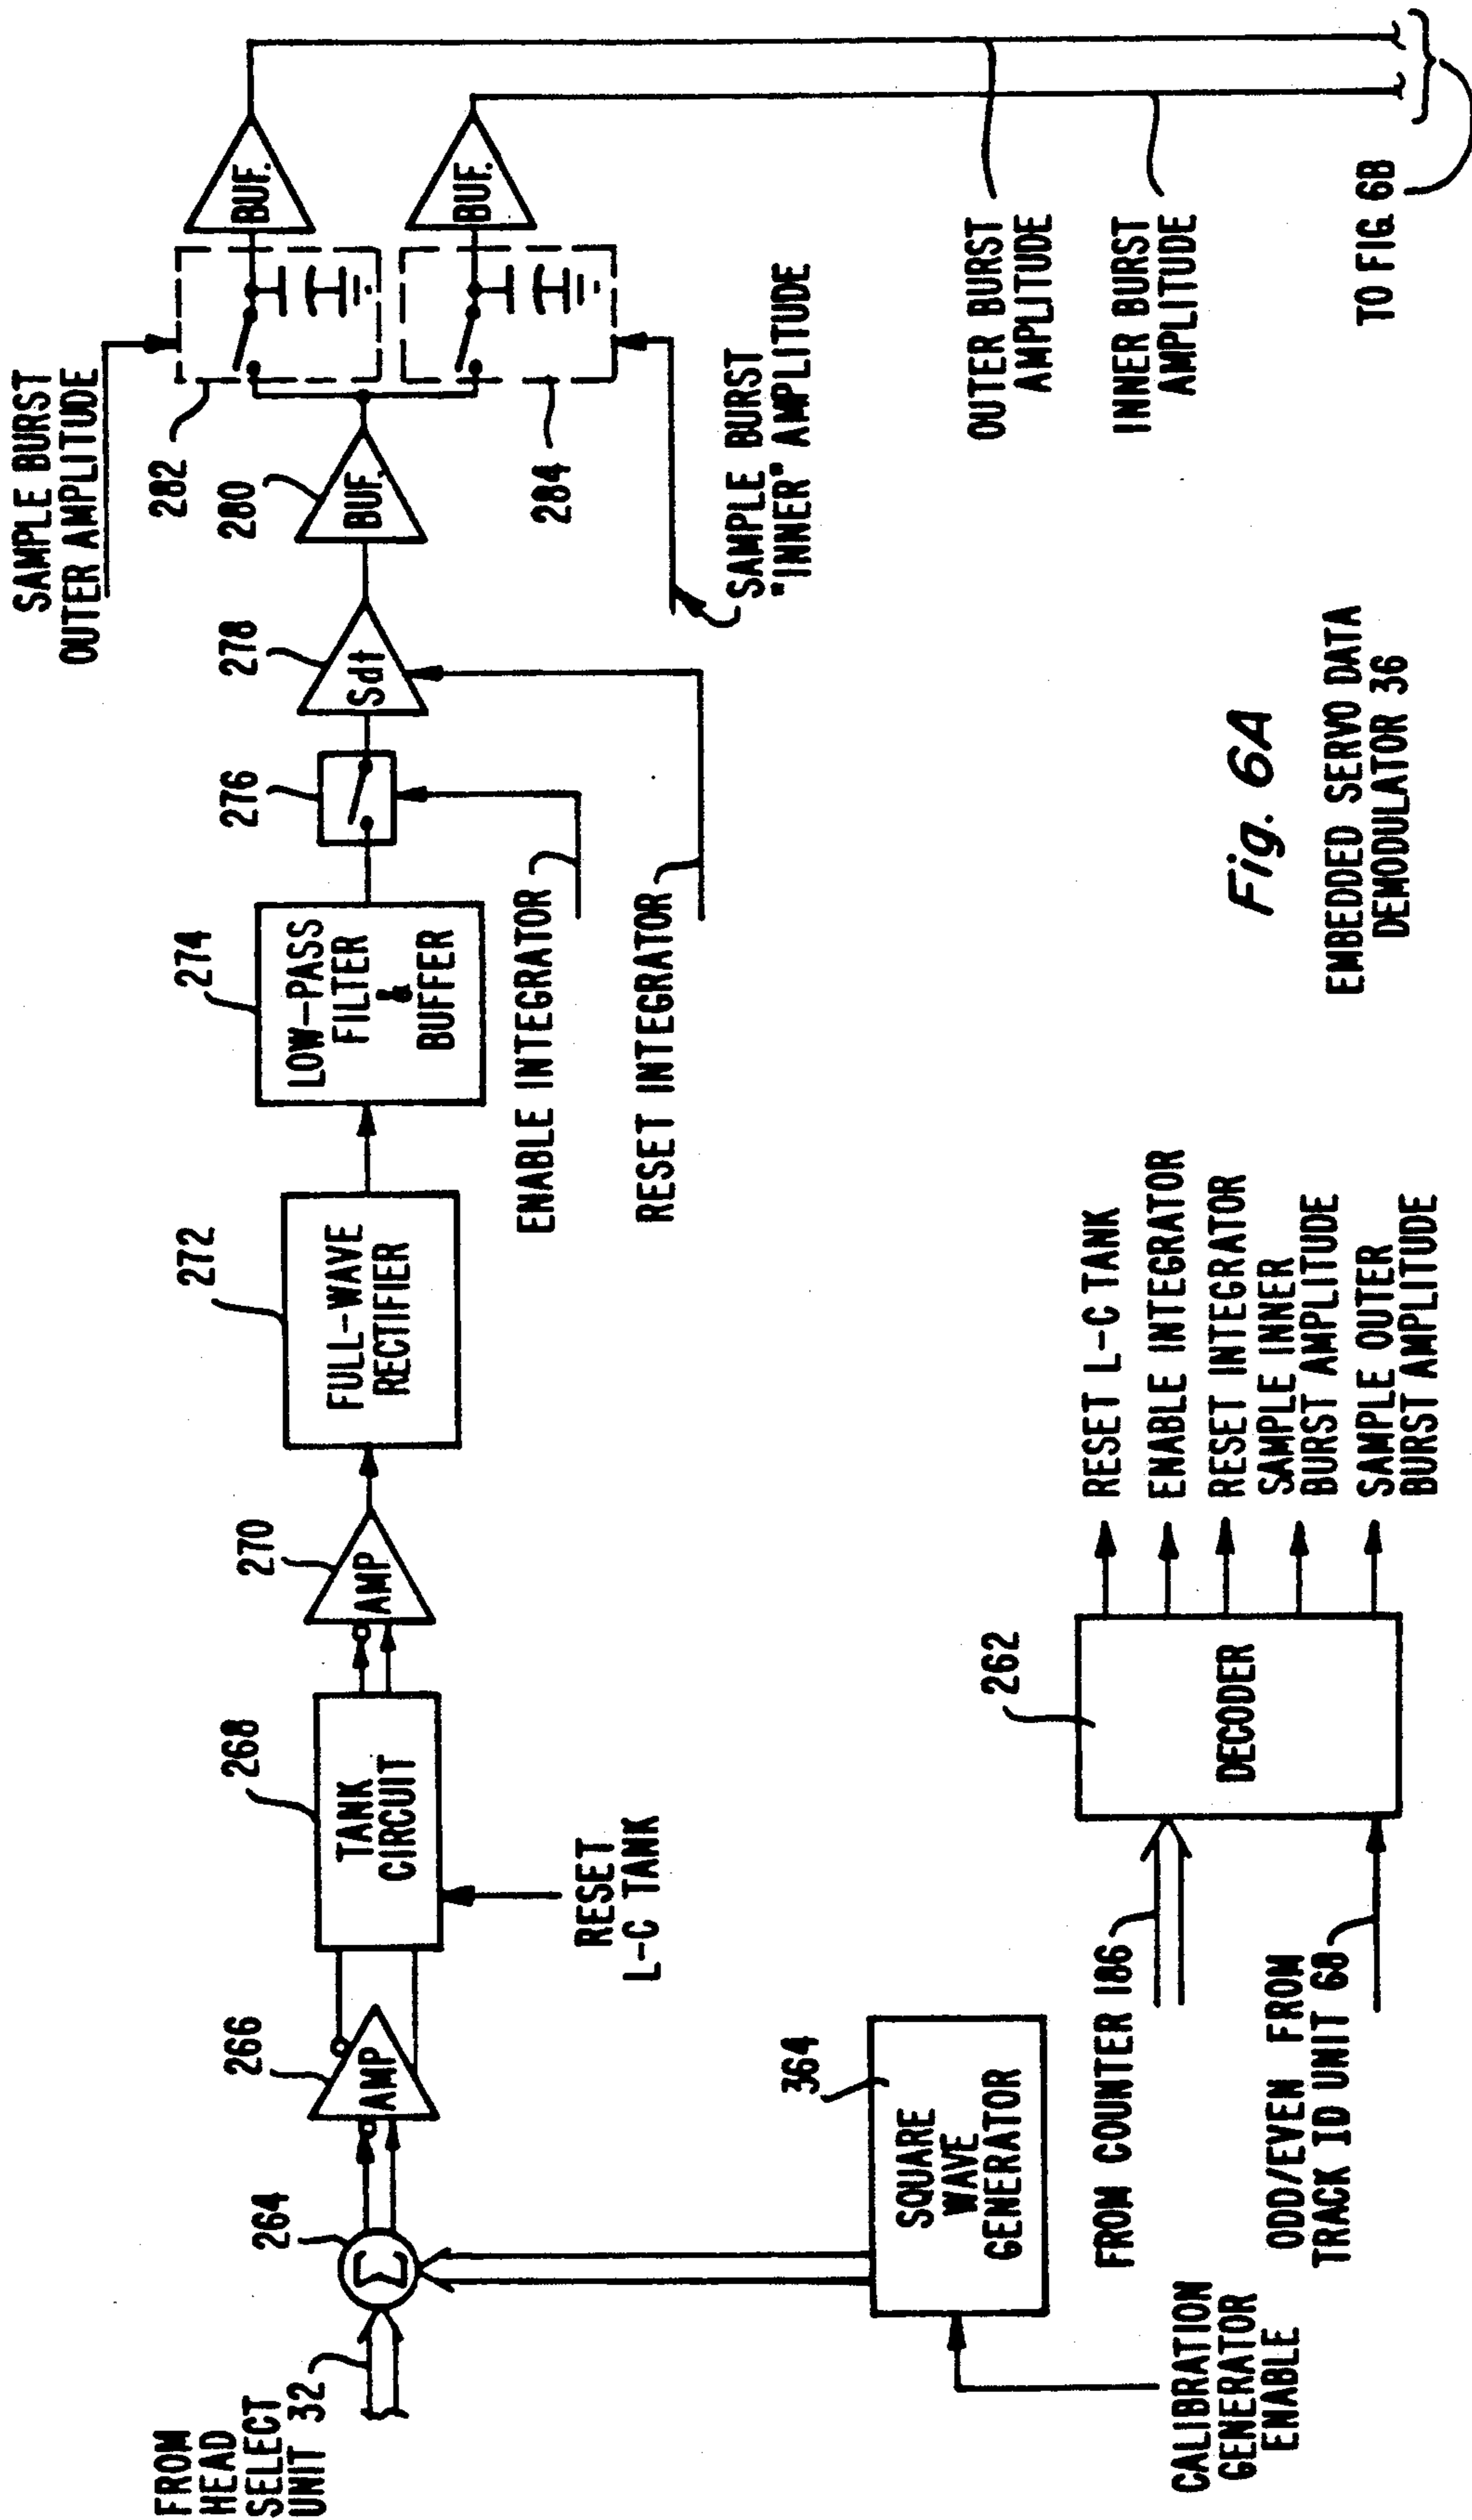 FROM
HEAD
SELECT
UNIT 32
264
Σ
266
AMP
268
TANK
CIRCUIT
RESET
L-C TANK
270
AMP
272
FULL-WAVE
RECTIFIER
274
LOW-PASS
FILTER
&
BUFFER
276
ENABLE INTEGRATOR
278
Sdt
RESET INTEGRATOR
280
BUF.
SAMPLE BURST
OUTER AMPLITUDE
282
BUF.
284
BUF.
SAMPLE BURST
"INNER" AMPLITUDE
OUTER BURST
AMPLITUDE
INNER BURST
AMPLITUDE
TO FIG. 6B
364
SQUARE
WAVE
GENERATOR
CALIBRATION
GENERATOR
ENABLE
FROM COUNTER 186
ODD/EVEN FROM
TRACK ID UNIT 68
262
DECODER
RESET L-C TANK
ENABLE INTEGRATOR
RESET INTEGRATOR
SAMPLE INNER
BURST AMPLITUDE
SAMPLE OUTER
BURST AMPLITUDE
Fig. 6A
EMBEDDED SERVO DATA
DEMODULATOR 36